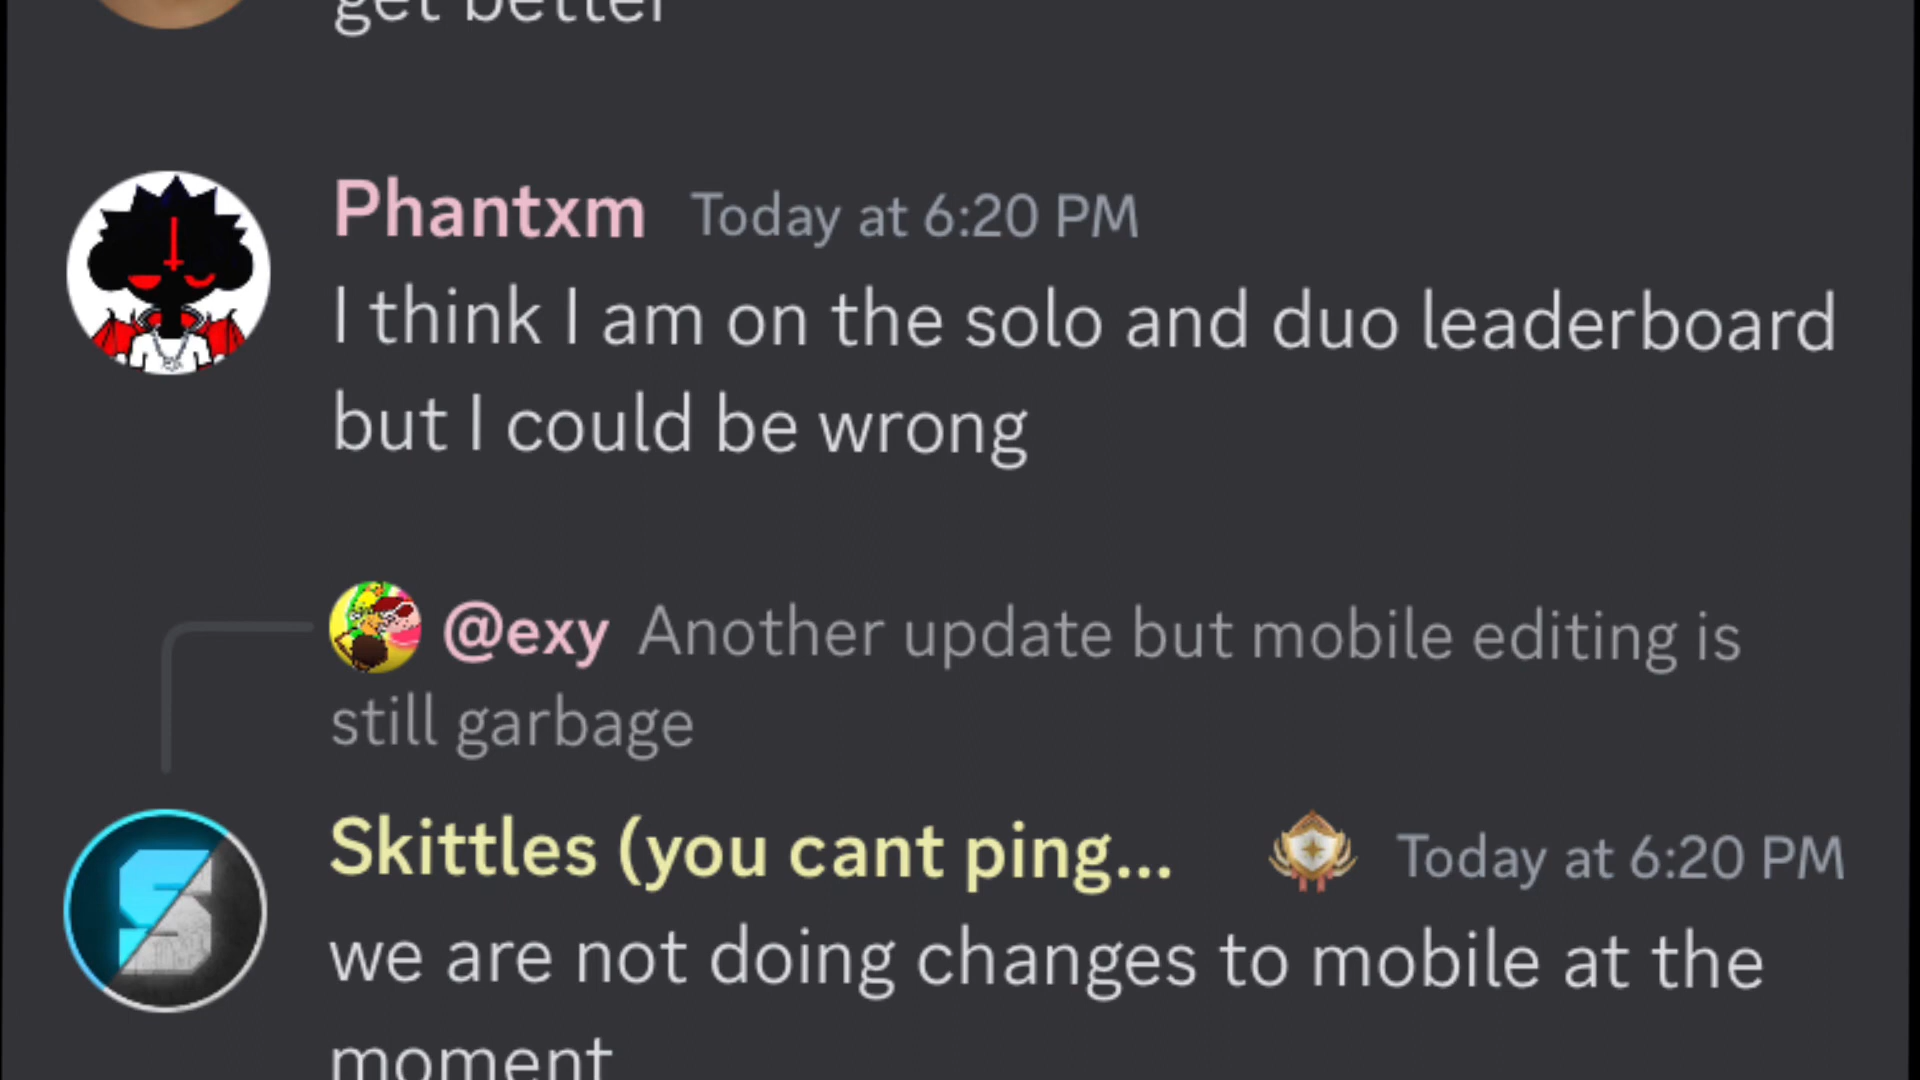 get better
Phantxm Today at 6:20 PM
I think I am on the solo and duo leaderboard
but I could be wrong
@exy Another update but mobile editing is
still garbage
Skittles (you cant ping... Today at 6:20 PM
we are not doing changes to mobile at the
moment